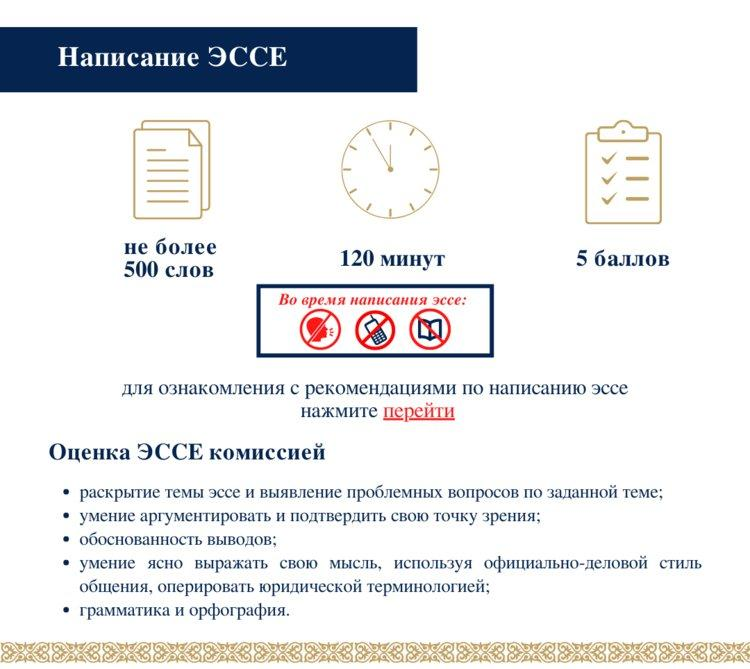 Написание ЭССЕ
не более
500 слов
120 минут
5 баллов
Во время написания эссе:
для ознакомления с рекомендациями по написанию эссе
нажмите перейти
Оценка ЭССЕ комиссией
• раскрытие темы эссе и выявление проблемных вопросов по заданной теме;
• умение аргументировать и подтвердить свою точку зрения;
• обоснованность выводов;
• умение ясно выражать свою мысль, используя официально-деловой стиль
общения, оперировать юридической терминологией;
• грамматика и орфография.